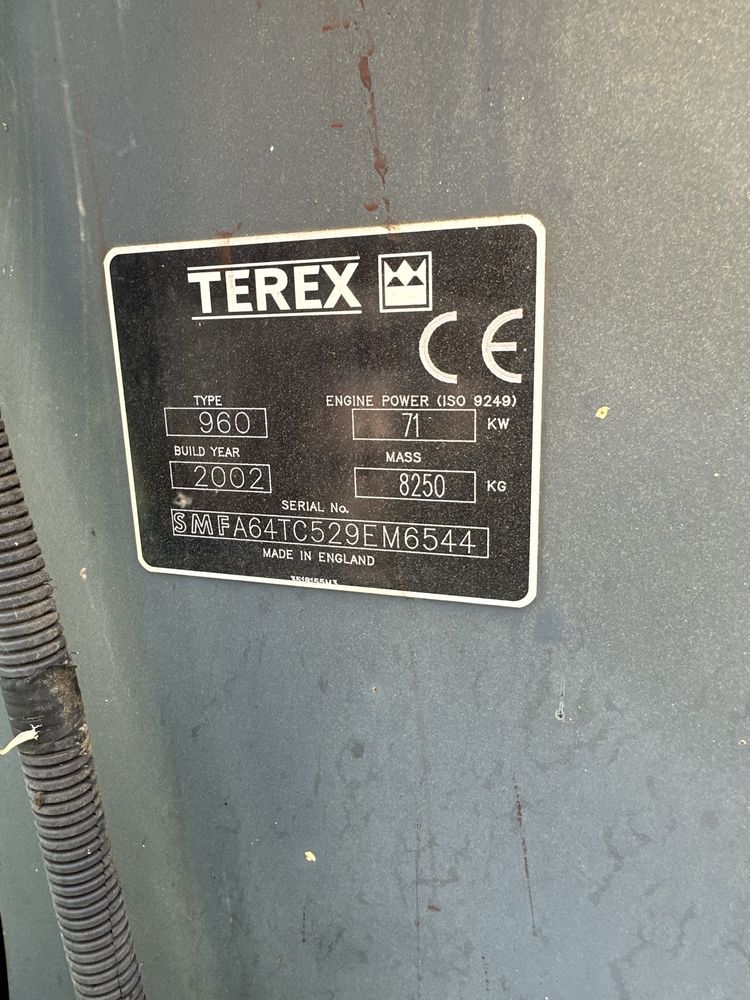 TEREX
CE
TYPE
ENGINE POWER (ISO 9249)
960
71 KW
BUILD YEAR
MASS
2002
8250 KG
SERIAL No.
SMFA64TC529EM6544
MADE IN ENGLAND